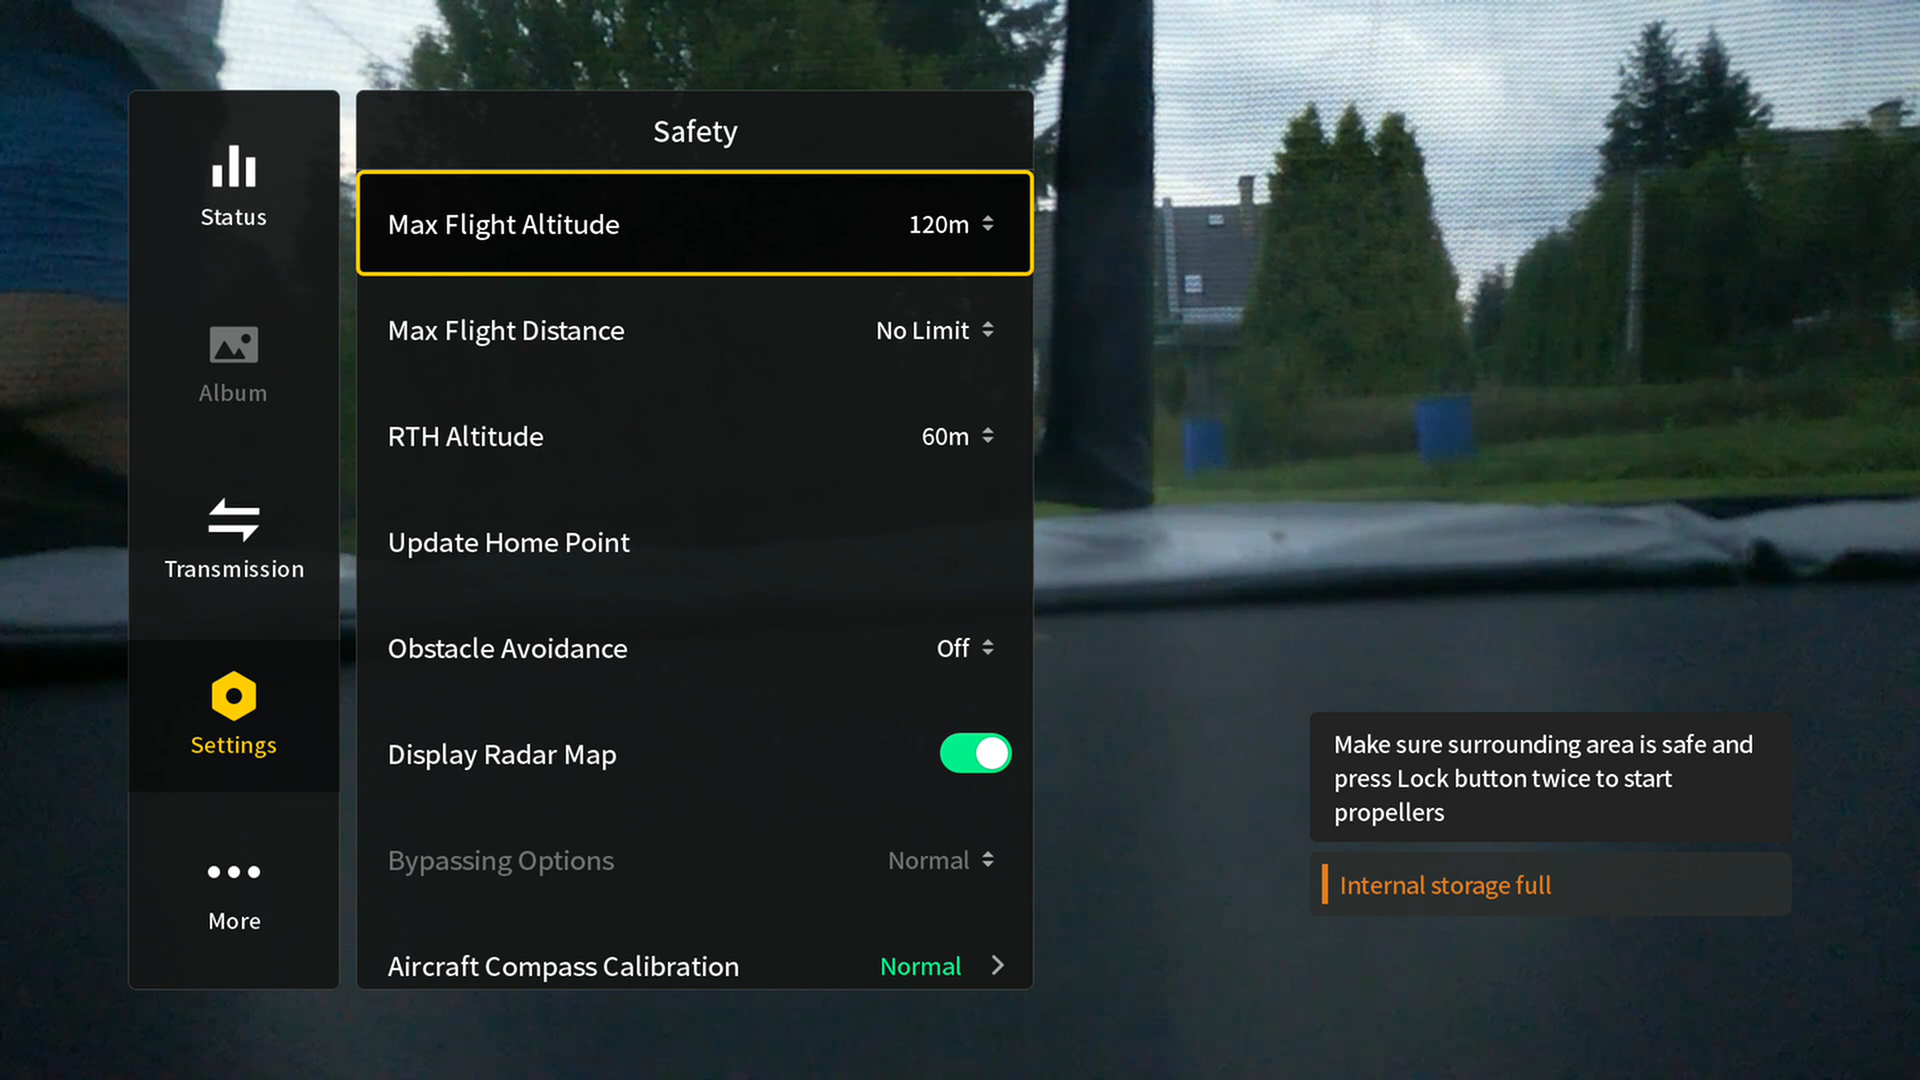 Status
Album
Transmission
Settings
More
Safety
Max Flight Altitude 120m
Max Flight Distance No Limit
RTH Altitude 60m
Update Home Point
Obstacle Avoidance Off
Display Radar Map
Bypassing Options Normal
Aircraft Compass Calibration Normal
Make sure surrounding area is safe and
press Lock button twice to start
propellers
Internal storage full